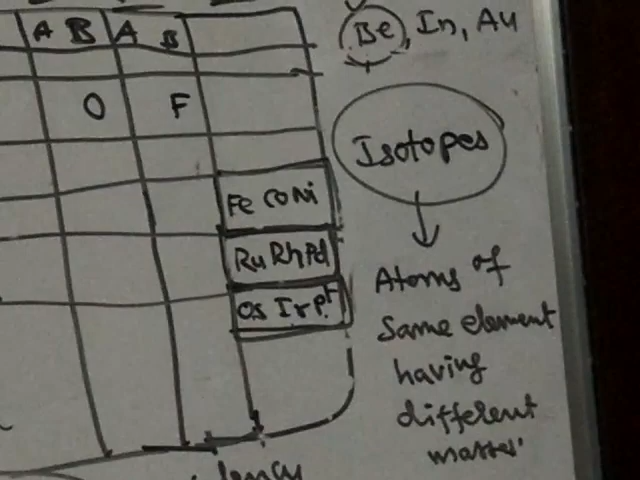 A B A B
Be, In, Au
O F
Isotopes
Fe Co Ni
Ru Rh Pd
Os Ir Pt
Atoms of
same element
having
different
masses
lency